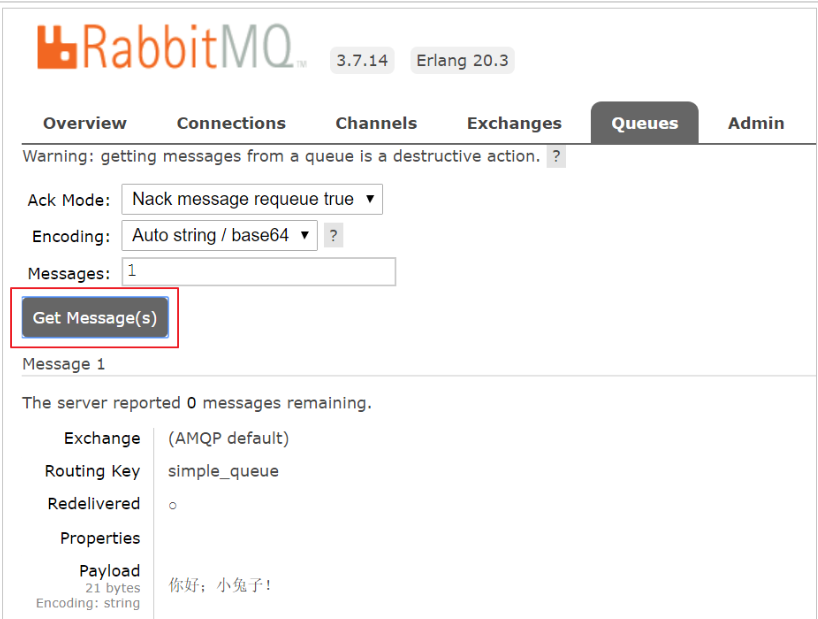 RabbitMQ TM 3.7.14 Erlang 20.3
Overview Connections Channels Exchanges Queues Admin
Warning: getting messages from a queue is a destructive action. ?
Ack Mode: Nack message requeue true
Encoding: Auto string / base64 ?
Messages: 1
Get Message(s)
Message 1
The server reported 0 messages remaining.
Exchange (AMQP default)
Routing Key simple_queue
Redelivered ○
Properties
Payload
21 bytes
Encoding: string
你好；小兔子！